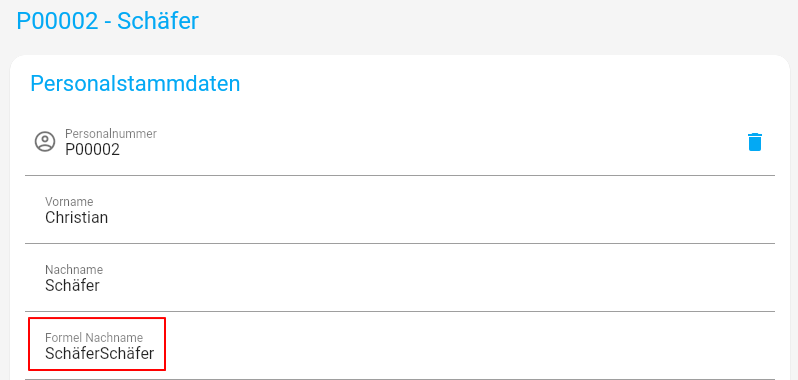 P00002 - Schäfer
Personalstammdaten
Personalnummer
P00002
Vorname
Christian
Nachname
Schäfer
Formel Nachname
SchäferSchäfer